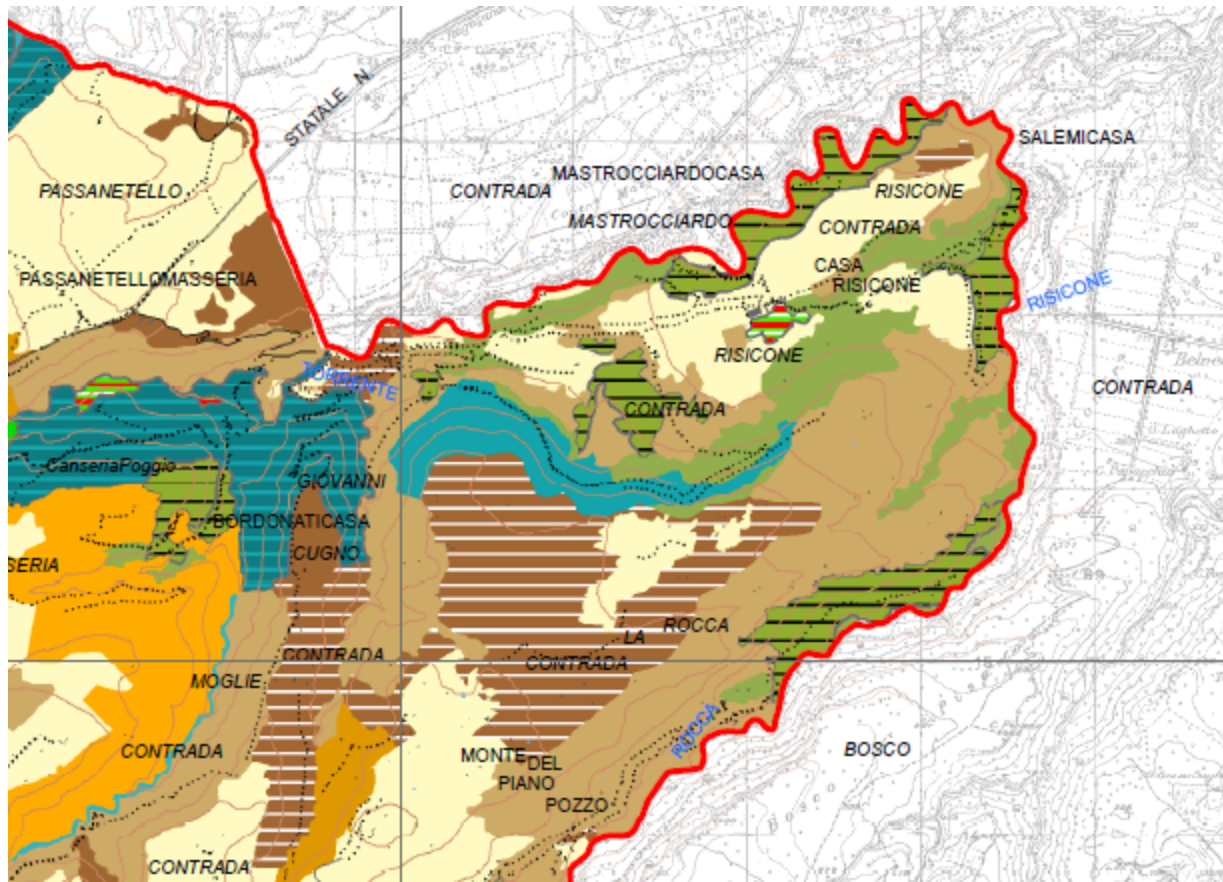 STATALE N
SALEMICASA
MASTROCCIARDOCASA
PASSANETELLO
CONTRADA
RISICONE
MASTROCCIARDO
CONTRADA
CASA
PASSANETELLOMASSERIA
RISICONE
RISICONE
RISICONE
TORRENTE
CONTRADA
CONTRADA
CanseriaPoggio
GIOVANNI
BORDONATICASA
CUGNO
SERIA
ROCCA
LA
CONTRADA
CONTRADA
MOGLIE
ROCCA
CONTRADA
BOSCO
MONTE
DEL
PIANO
POZZO
CONTRADA